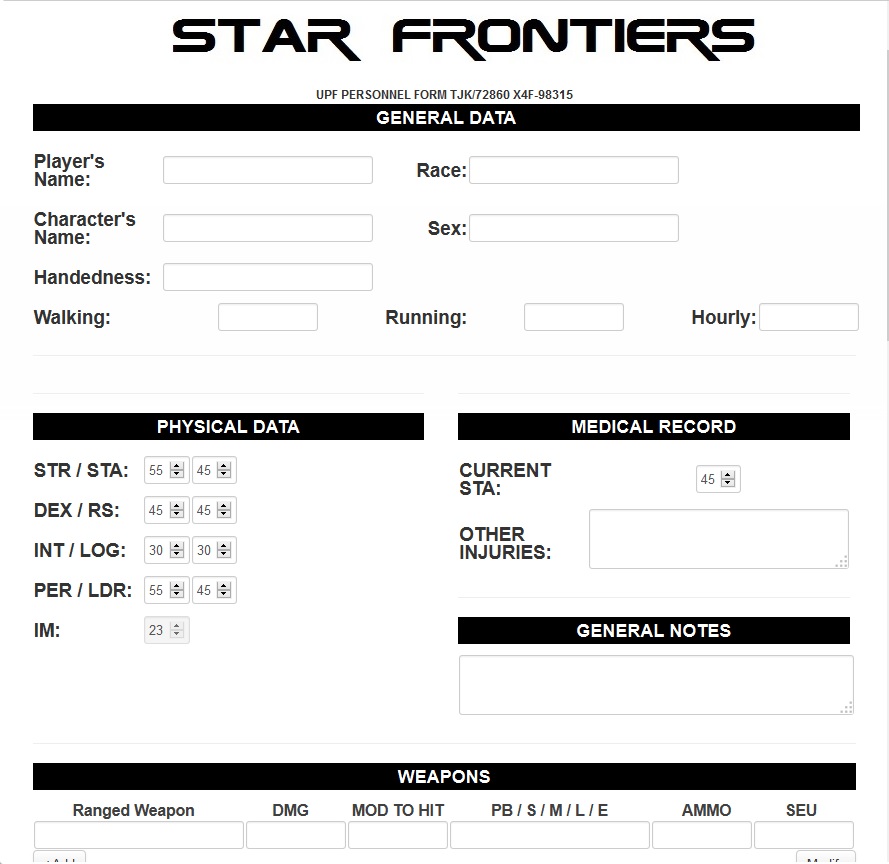 STAR FRONTIERS
UPF PERSONNEL FORM TJK/72860 X4F-98315
GENERAL DATA
Player's Name:
Race:
Character's Name:
Sex:
Handedness:
Walking: Running: Hourly:
PHYSICAL DATA
STR / STA: 55 45
DEX / RS: 45 45
INT / LOG: 30 30
PER / LDR: 55 45
IM: 23
MEDICAL RECORD
CURRENT STA: 45
OTHER INJURIES:
GENERAL NOTES
WEAPONS
Ranged Weapon DMG MOD TO HIT PB / S / M / L / E AMMO SEU